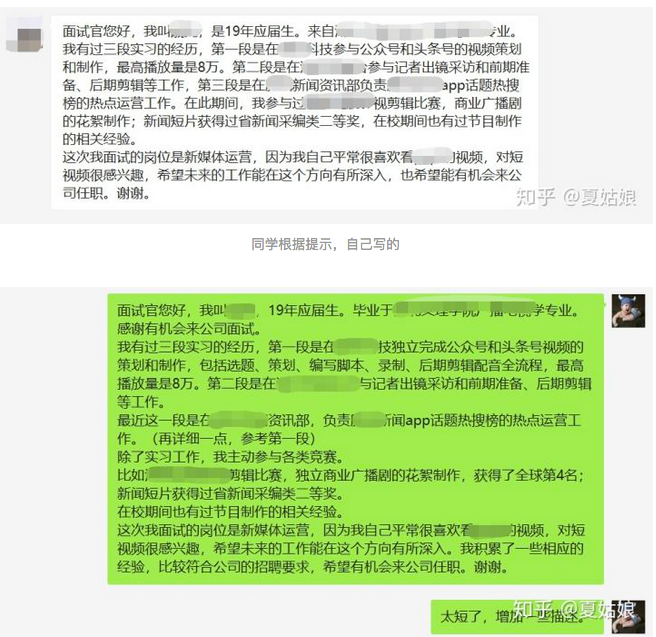 面试官您好，我叫，是19年应届生。来自专业。
我有过三段实习的经历，第一段是在科技参与公众号和头条号的视频策划
和制作，最高播放量是8万。第二段是在参与记者出镜采访和前期准
备、后期剪辑等工作，第三段是在新闻资讯部负责app话题热搜
榜的热点运营工作。在此期间，我参与过视剪辑比赛，商业广播剧
的花絮制作；新闻短片获得过省新闻采编类二等奖，在校期间也有过节目制作
的相关经验。
这次我面试的岗位是新媒体运营，因为我自己平常很喜欢看的视频，对短
视频很感兴趣，希望未来的工作能在这个方向有所深入，也希望能有机会来公
司任职。谢谢。
知乎 @夏姑娘
同学根据提示，自己写的
面试官您好，我叫，19年应届生。毕业于学专业。
感谢有机会来公司面试。
我有过三段实习的经历，第一段是在技独立完成公众号和头条号视频的
策划和制作，包括选题、策划、编写脚本、录制、后期剪辑配音全流程，最高
播放量是8万。第二段是在与记者出镜采访和前期准备、后期剪辑
等工作。
最近这一段是在资讯部，负责新闻app话题热搜榜的热点运营工
作。（再详细一点，参考第一段）
除了实习工作，我主动参与各类竞赛。
比如剪辑比赛，独立商业广播剧的花絮制作，获得了全球第4名；
新闻短片获得过省新闻采编类二等奖。
在校期间也有过节目制作的相关经验。
这次我面试的岗位是新媒体运营，因为我自己平常很喜欢看的视频，对短
视频很感兴趣，希望未来的工作能在这个方向有所深入。我积累了一些相应的
经验，比较符合公司的招聘要求，希望有机会来公司任职。谢谢。
太短了，增加一些描述。
知乎 @夏姑娘